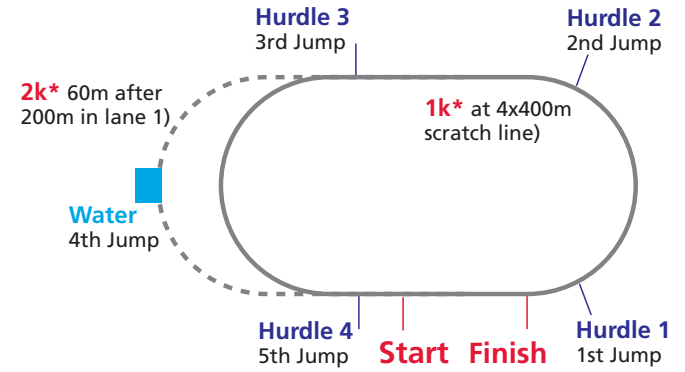 Hurdle 3
3rd Jump
Hurdle 2
2nd Jump
2k* 60m after
200m in lane 1)
1k* at 4x400m
scratch line)
Water
4th Jump
Hurdle 4
5th Jump
Start
Finish
Hurdle 1
1st Jump